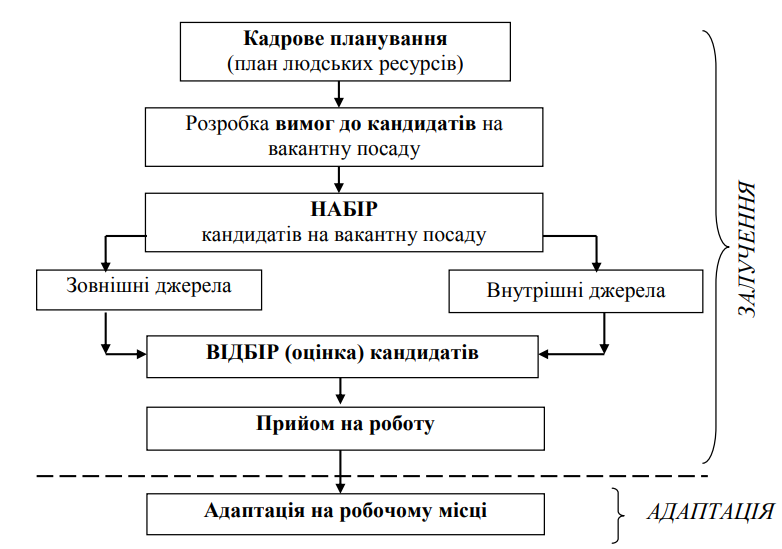 Кадрове планування
(план людських ресурсів)
Розробка вимог до кандидатів на
вакантну посаду
НАБІР
кандидатів на вакантну посаду
Зовнішні джерела
Внутрішні джерела
ВІДБІР (оцінка) кандидатів
Прийом на роботу
ЗАЛУЧЕННЯ
Адаптація на робочому місці
АДАПТАЦІЯ